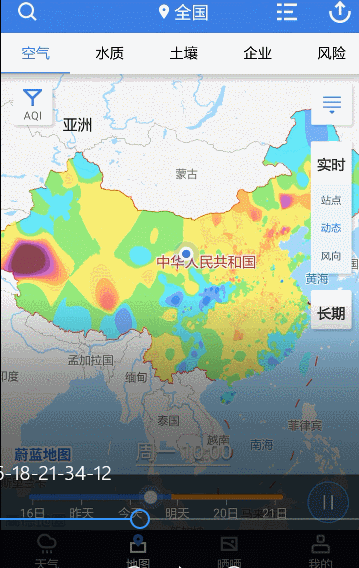 全国
空气 水质 土壤 企业 风险
AQI
亚洲
蒙古
实时
站点
中华人民共和国
动态
风向
黄海
长期
孟加拉国
印度
缅甸
泰国
越南
菲律宾
南海
蔚蓝地图
周一
-18-21-34-12
16日 昨天 今天 明天 20日 21日
天气 地图 晒晒 我的